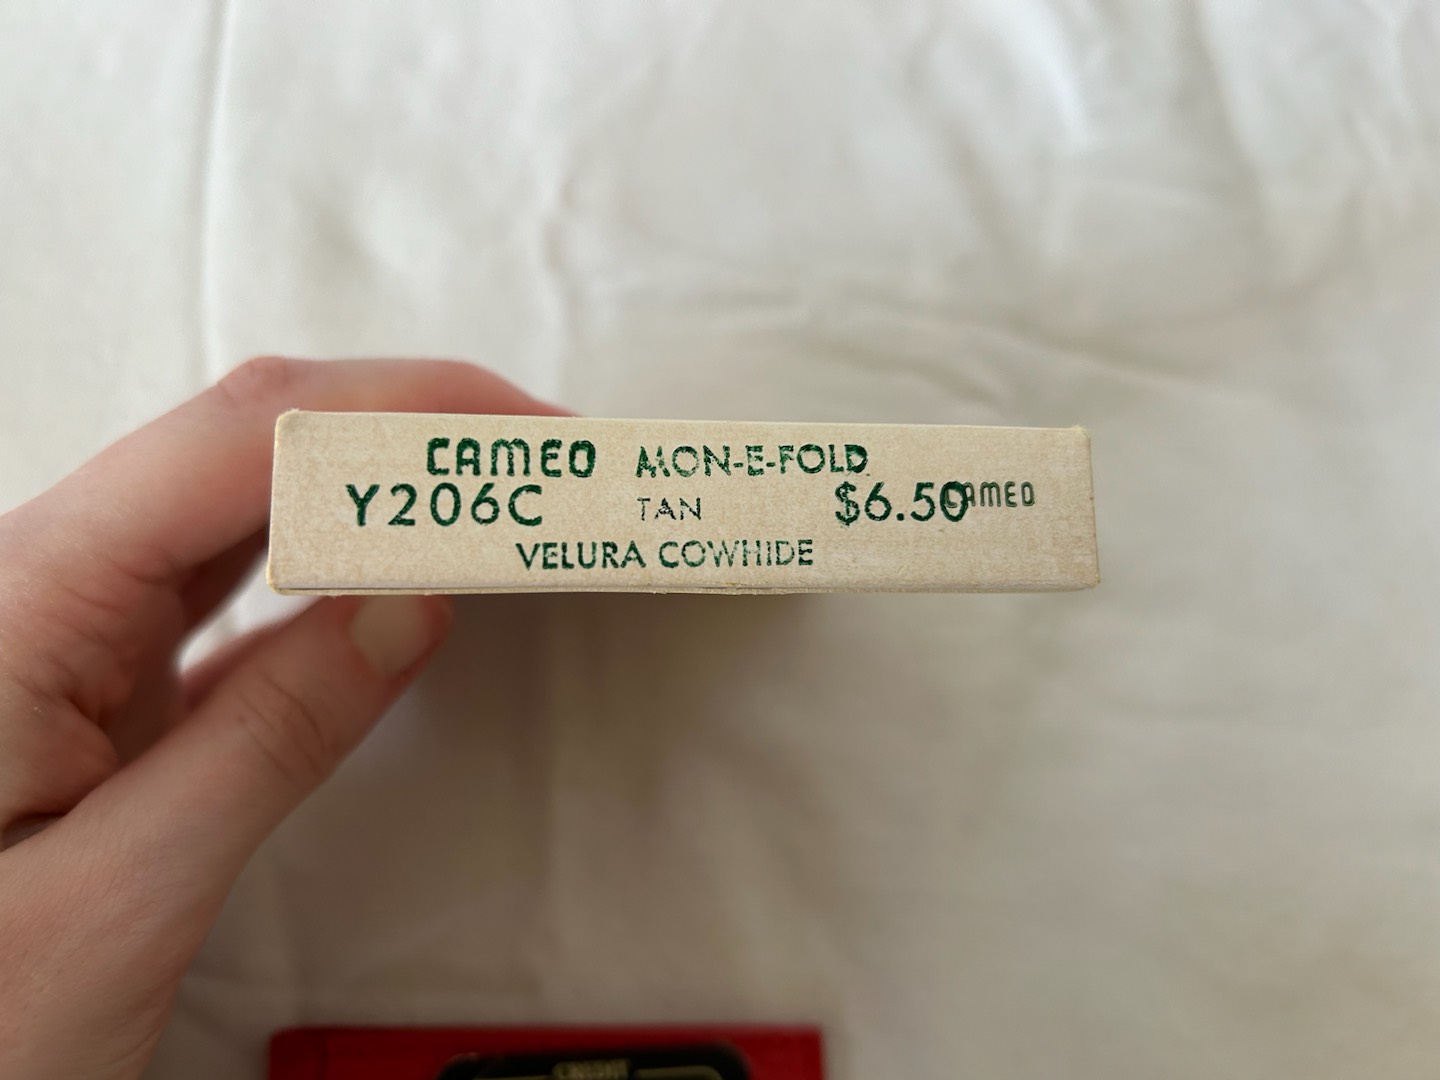 CAMEO MON-E-FOLD
Y206C TAN $6.50 CAMEO
VELURA COWHIDE